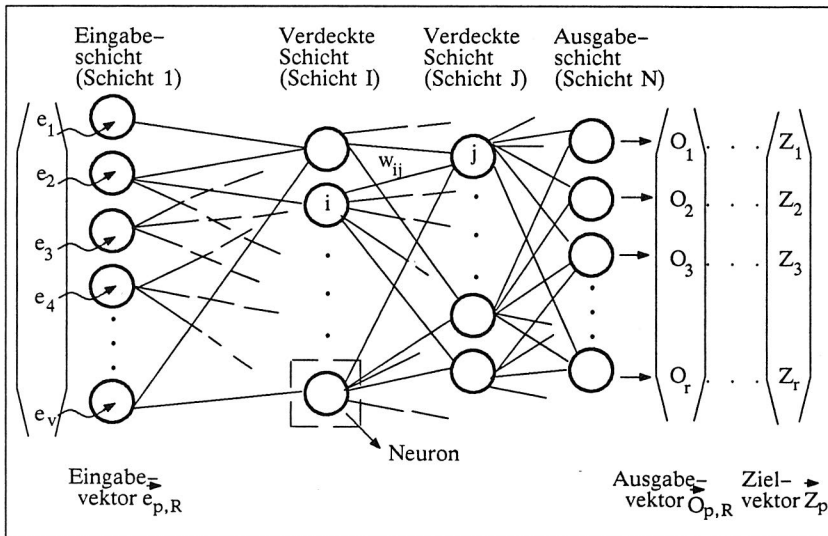 Eingabe-
schicht
(Schicht 1)
Verdeckte
Schicht
(Schicht I)
Verdeckte
Schicht
(Schicht J)
Ausgabe-
schicht
(Schicht N)
e1
e2
e3
e4
ev
i
wij
j
Neuron
O1 . . . Z1
O2 . . . Z2
O3 . . . Z3
Or . . . Zr
Eingabe-
vektor ep,R
Ausgabe-
vektor Op,R
Ziel-
vektor Zp